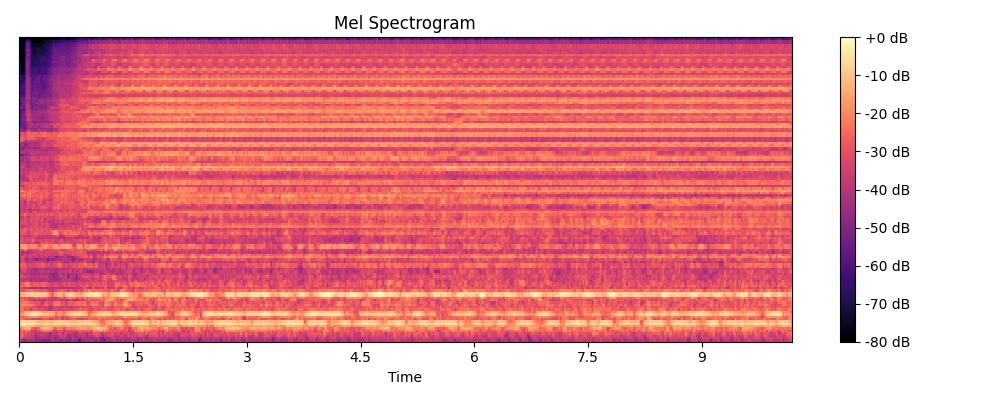 Mel Spectrogram
+0 dB
-10 dB
-20 dB
-30 dB
-40 dB
-50 dB
-60 dB
-70 dB
-80 dB
0 1.5 3 4.5 6 7.5 9
Time